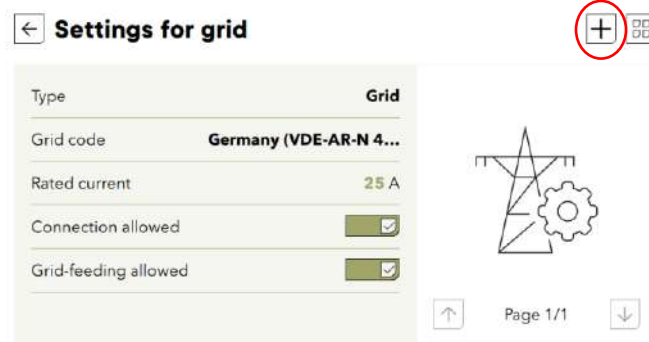 Settings for grid
Type Grid
Grid code Germany (VDE-AR-N 4...
Rated current 25 A
Connection allowed
Grid-feeding allowed
Page 1/1